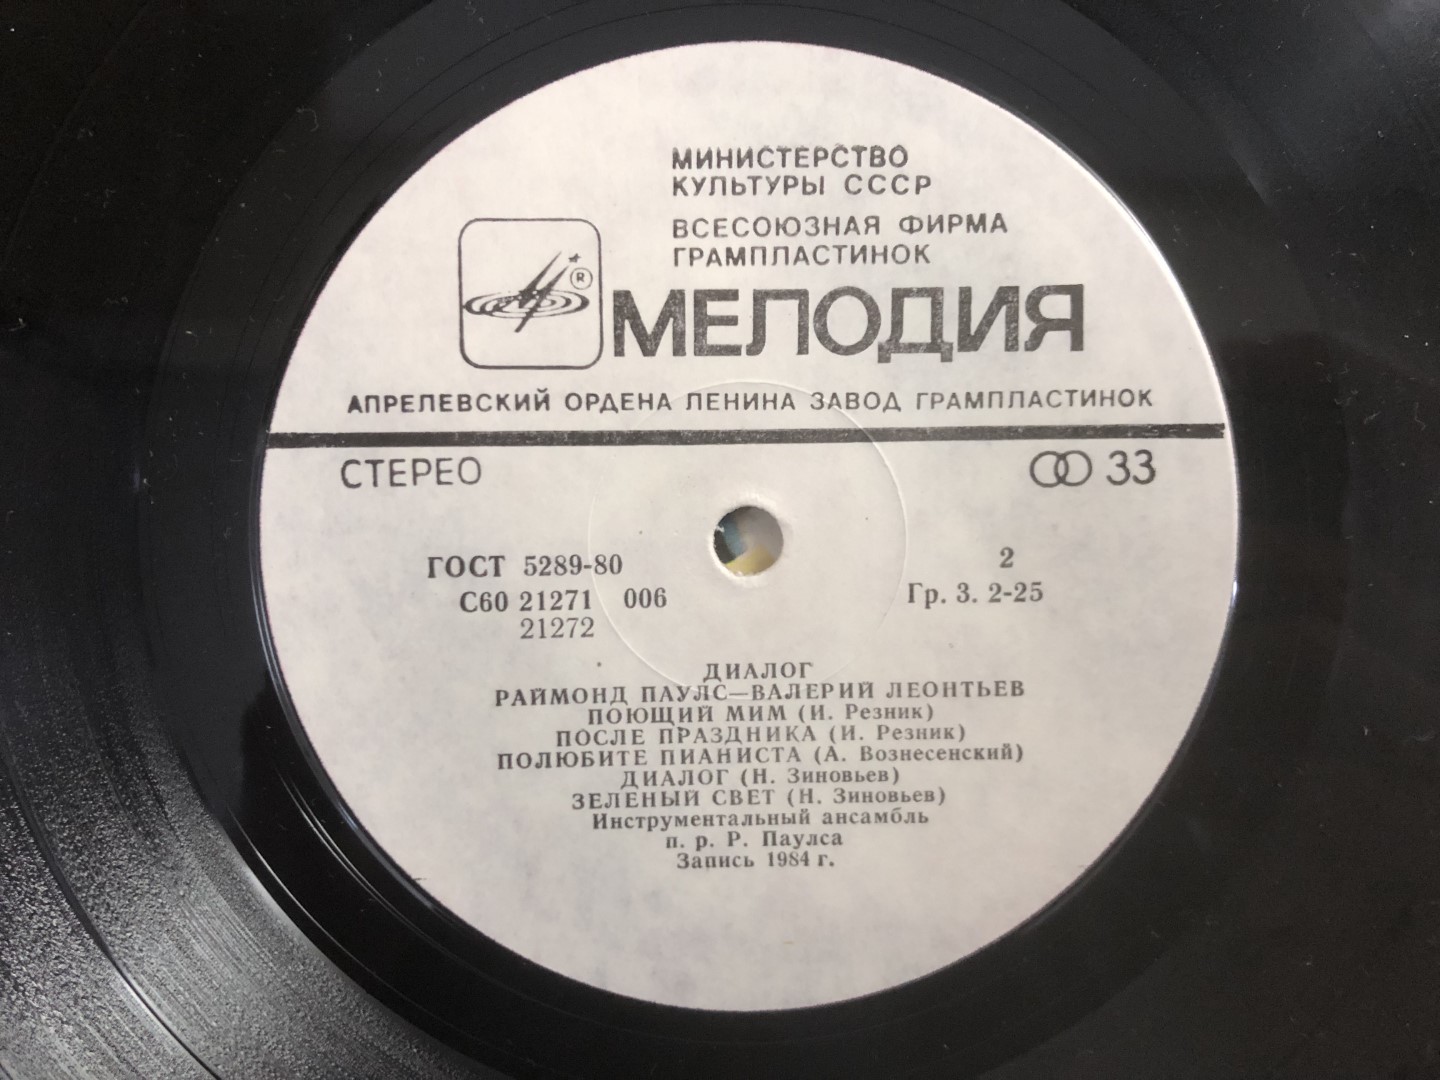 МИНИСТЕРСТВО
КУЛЬТУРЫ СССР
ВСЕСОЮЗНАЯ ФИРМА
ГРАМПЛАСТИНОК
®
МЕЛОДИЯ
АПРЕЛЕВСКИЙ ОРДЕНА ЛЕНИНА ЗАВОД ГРАМПЛАСТИНОК
СТЕРЕО 33
ГОСТ 5289-80 2
С60 21271 006 Гр. 3. 2-25
21272
ДИАЛОГ
РАЙМОНД ПАУЛС—ВАЛЕРИЙ ЛЕОНТЬЕВ
ПОЮЩИЙ МИМ (И. Резник)
ПОСЛЕ ПРАЗДНИКА (И. Резник)
ПОЛЮБИТЕ ПИАНИСТА (А. Вознесенский)
ДИАЛОГ (Н. Зиновьев)
ЗЕЛЕНЫЙ СВЕТ (Н. Зиновьев)
Инструментальный ансамбль
п. р. Р. Паулса
Запись 1984 г.